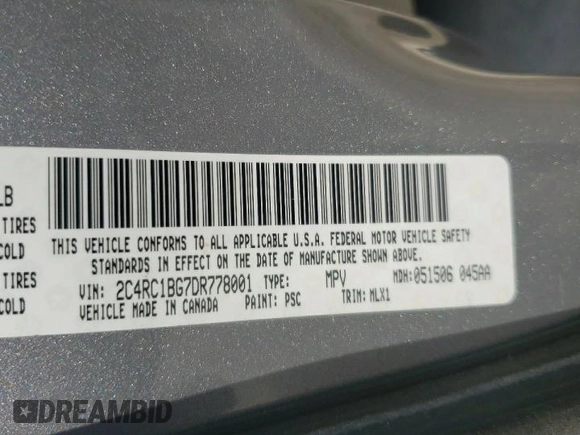 LB
TIRES
COLD
TIRES
COLD
THIS VEHICLE CONFORMS TO ALL APPLICABLE U.S.A. FEDERAL MOTOR VEHICLE SAFETY
STANDARDS IN EFFECT ON THE DATE OF MANUFACTURE SHOWN ABOVE.
VIN: 2C4RC1BG7DR778001 TYPE: MPV MDH: 051506 045AA
VEHICLE MADE IN CANADA PAINT: PSC TRIM: MLX1
DREAMBID